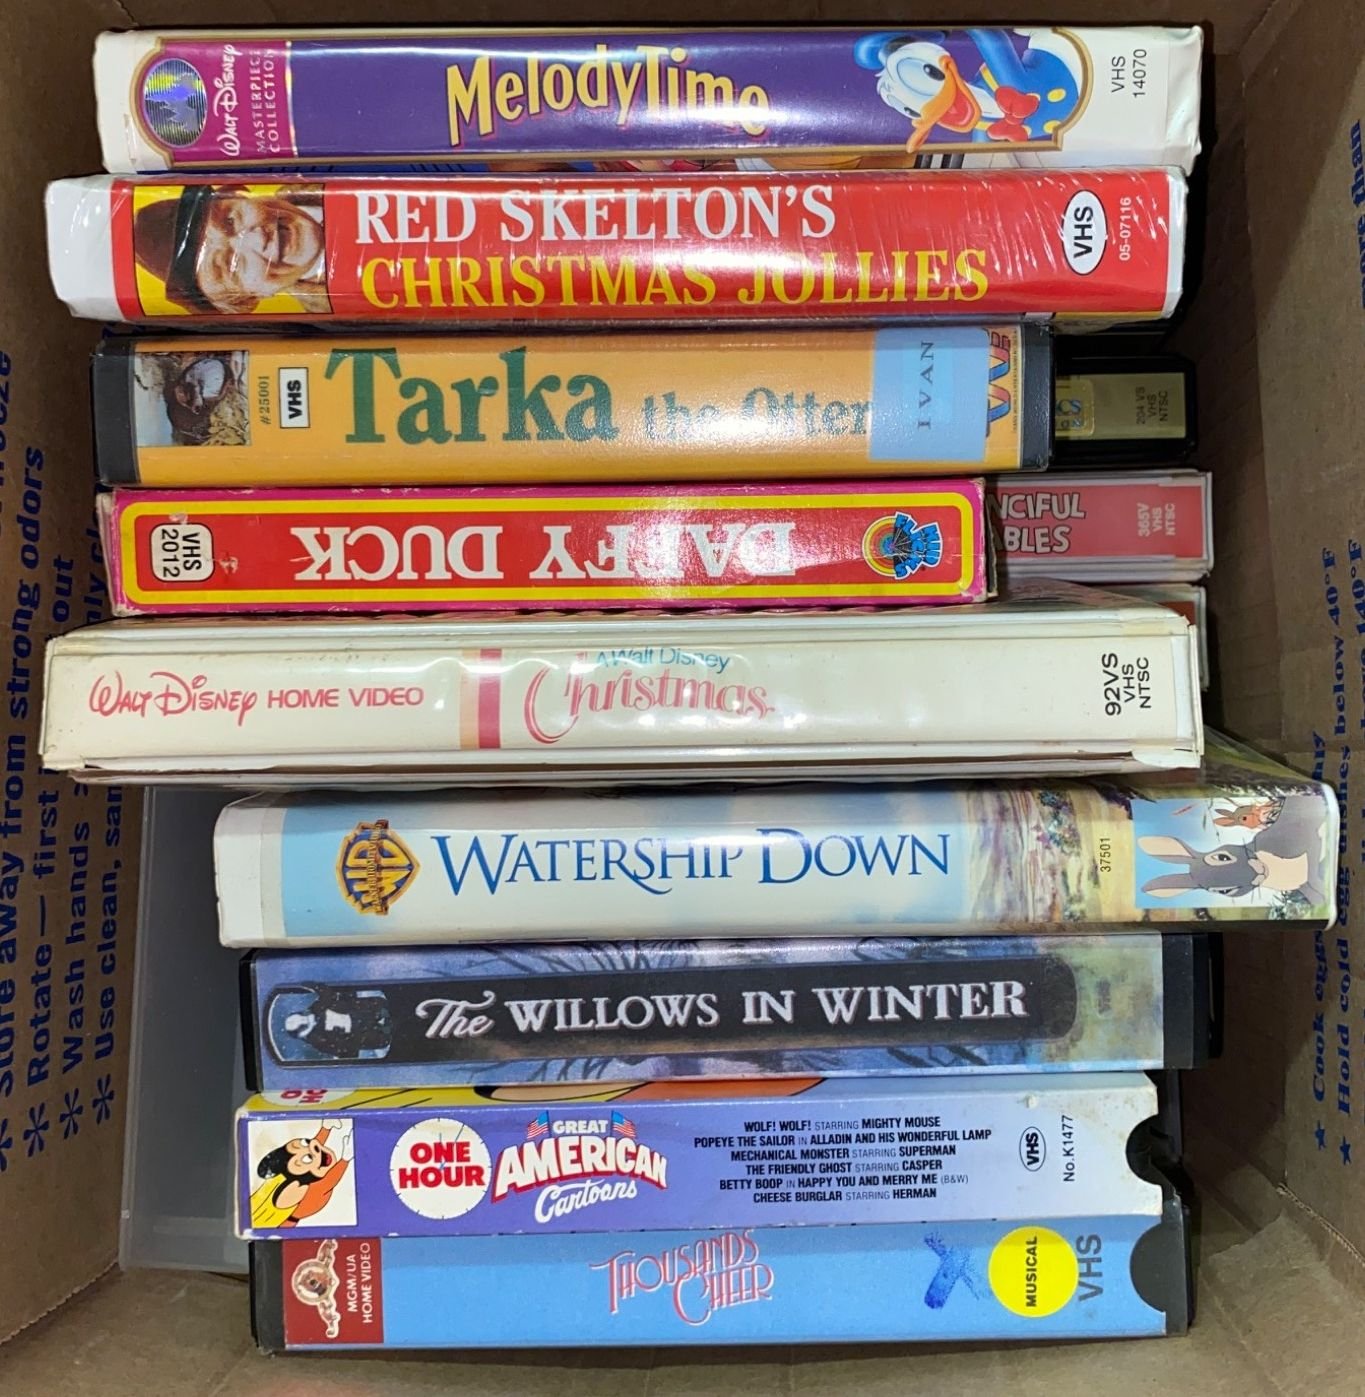 WALT DISNEY
MASTERPIECE
COLLECTION
MelodyTime
VHS
14070
RED SKELTON'S
CHRISTMAS JOLLIES
VHS
05-07116
#25001
VHS
Tarka the Otter
IVAN
204 VS
VHS
NTSC
VHS
2012
DAFFY DUCK
365V
VHS
NTSC
WALT DISNEY HOME VIDEO
A Walt Disney
Christmas
92VS
VHS
NTSC
WATERSHIP DOWN
37501
The WILLOWS IN WINTER
ONE
HOUR
GREAT
AMERICAN
Cartoons
WOLF! WOLF! STARRING MIGHTY MOUSE
POPEYE THE SAILOR IN ALLADIN AND HIS WONDERFUL LAMP
MECHANICAL MONSTER STARRING SUPERMAN
THE FRIENDLY GHOST STARRING CASPER
BETTY BOOP IN HAPPY YOU AND MERRY ME (B&W)
CHEESE BURGLAR STARRING HERMAN
VHS
No.K1477
MGM/UA
HOME VIDEO
THOUSANDS
CHEER
MUSICAL
VHS
away from strong odors
* Rotate — first out
* Wash hands
* Use clean,
Cook eggs
* Hold cold egg dishes below 40°F